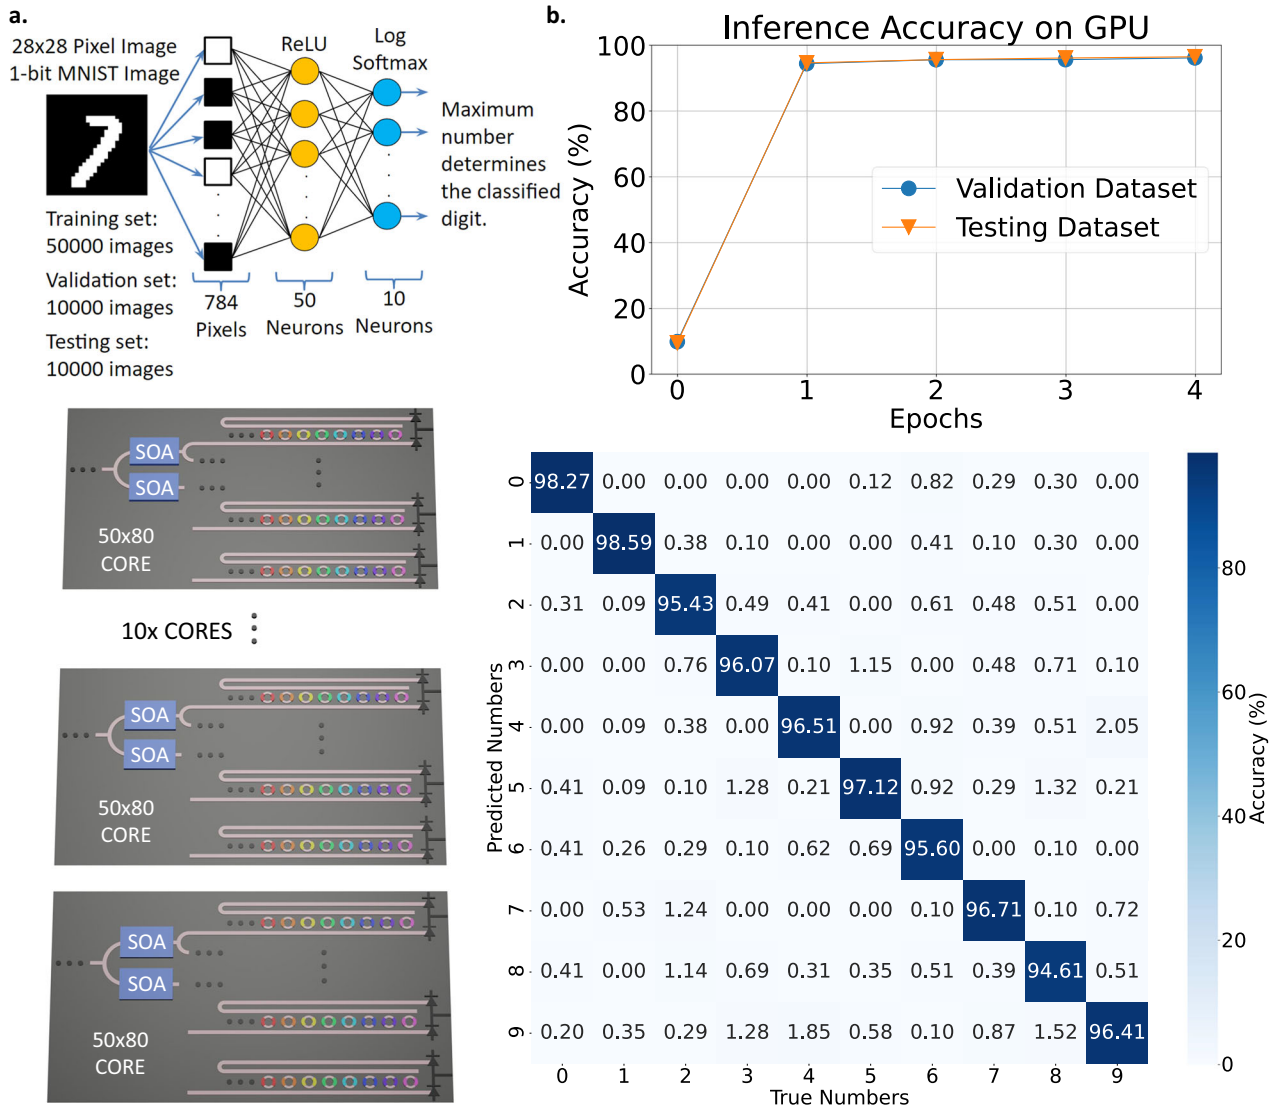 a.
28x28 Pixel Image
1-bit MNIST Image
ReLU
Log
Softmax
Maximum
number
determines
the classified
digit.
Training set:
50000 images
Validation set:
10000 images
Testing set:
10000 images
784
Pixels
50
Neurons
10
Neurons
SOA
SOA
50x80
CORE
10x CORES
SOA
SOA
50x80
CORE
SOA
SOA
50x80
CORE
b.
Inference Accuracy on GPU
Accuracy (%)
100
80
60
40
20
0
Validation Dataset
Testing Dataset
0 1 2 3 4
Epochs
Predicted Numbers
0 98.27 0.00 0.00 0.00 0.00 0.12 0.82 0.29 0.30 0.00
1 0.00 98.59 0.38 0.10 0.00 0.00 0.41 0.10 0.30 0.00
2 0.31 0.09 95.43 0.49 0.41 0.00 0.61 0.48 0.51 0.00
3 0.00 0.00 0.76 96.07 0.10 1.15 0.00 0.48 0.71 0.10
4 0.00 0.09 0.38 0.00 96.51 0.00 0.92 0.39 0.51 2.05
5 0.41 0.09 0.10 1.28 0.21 97.12 0.92 0.29 1.32 0.21
6 0.41 0.26 0.29 0.10 0.62 0.69 95.60 0.00 0.10 0.00
7 0.00 0.53 1.24 0.00 0.00 0.00 0.10 96.71 0.10 0.72
8 0.41 0.00 1.14 0.69 0.31 0.35 0.51 0.39 94.61 0.51
9 0.20 0.35 0.29 1.28 1.85 0.58 0.10 0.87 1.52 96.41
0 1 2 3 4 5 6 7 8 9
True Numbers
80
60
40
20
0
Accuracy (%)